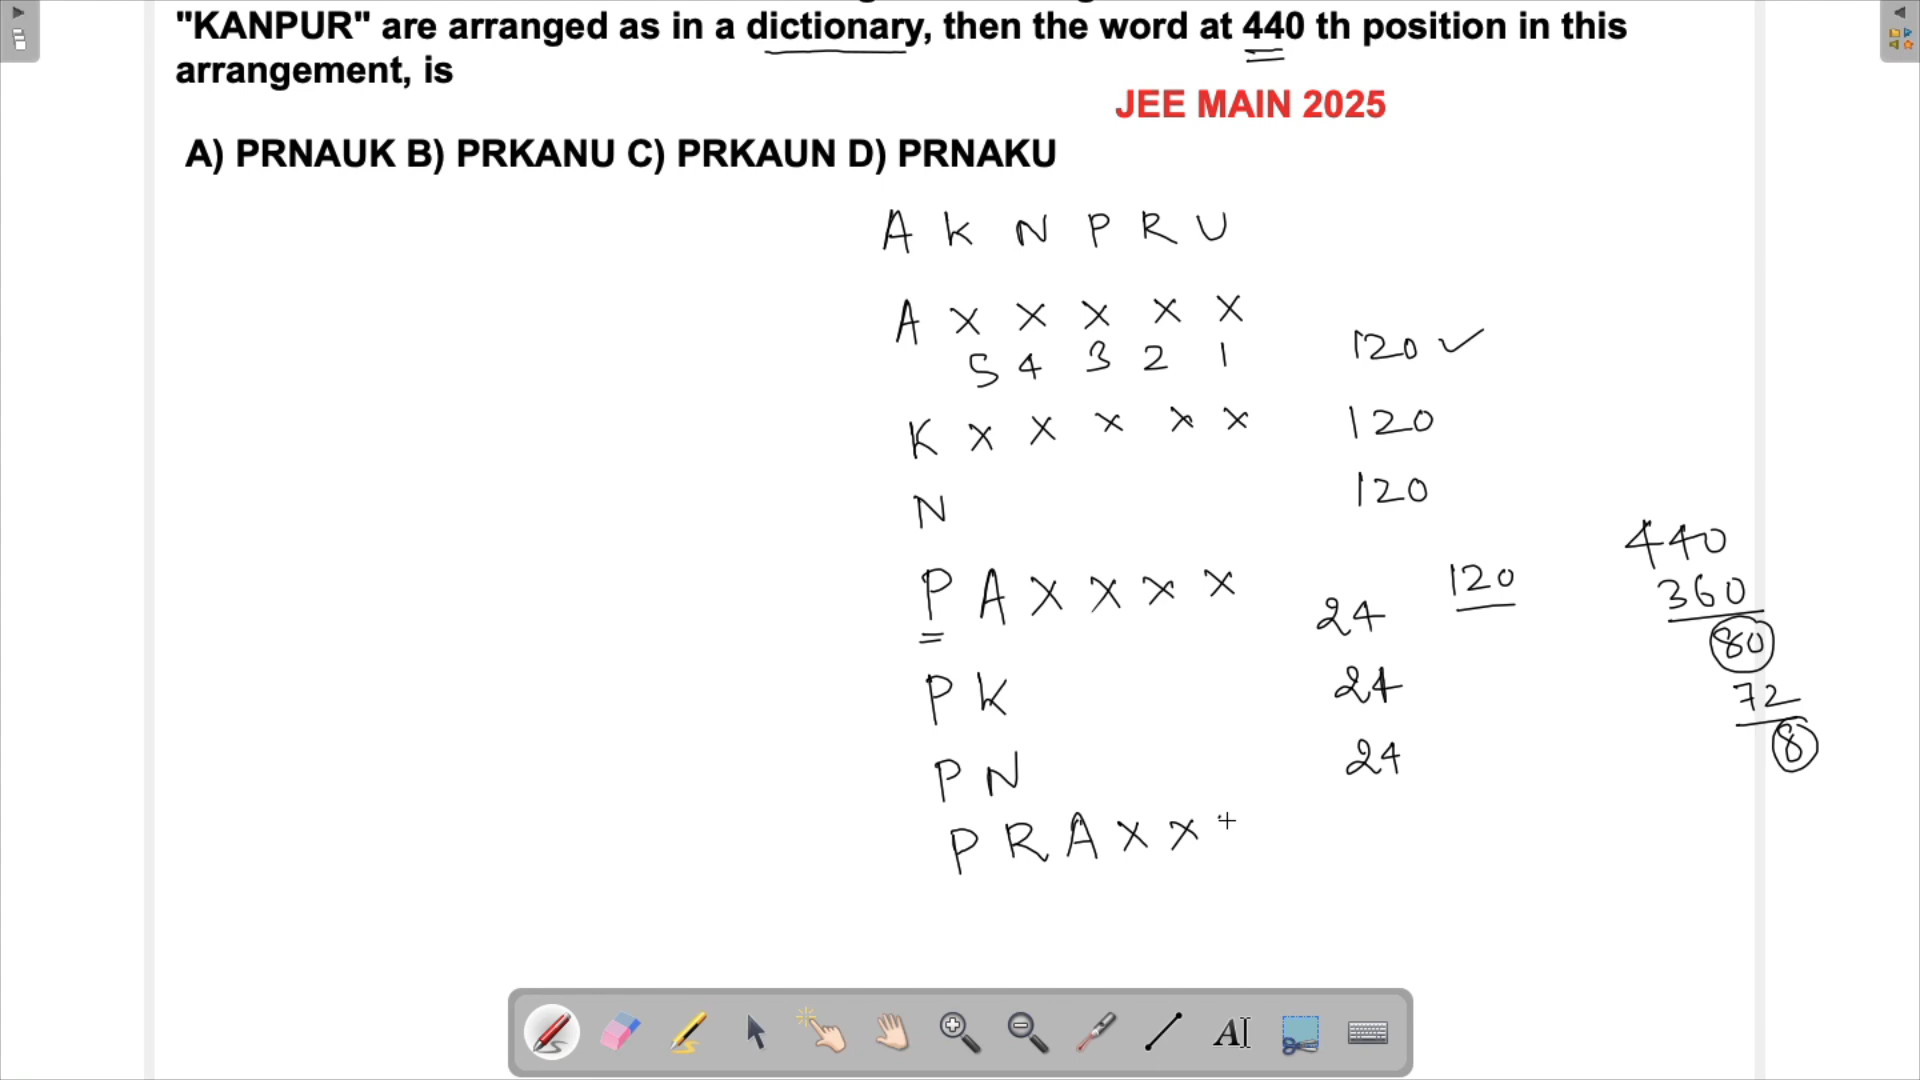 "KANPUR" are arranged as in a dictionary, then the word at 440 th position in this
arrangement, is
JEE MAIN 2025
A) PRNAUK B) PRKANU C) PRKAUN D) PRNAKU
A K N P R U
A X X X X X
5 4 3 2 1
120 ✓
K X X X X X 120
N 120
P A X X X X 24 120
P K 24
P N 24
P R A X X
440
360
80
72
8
AI